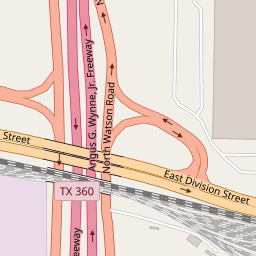 Angus G. Wynne, Jr. Freeway
North Watson Road
Street
East Division Street
TX 360
Freeway